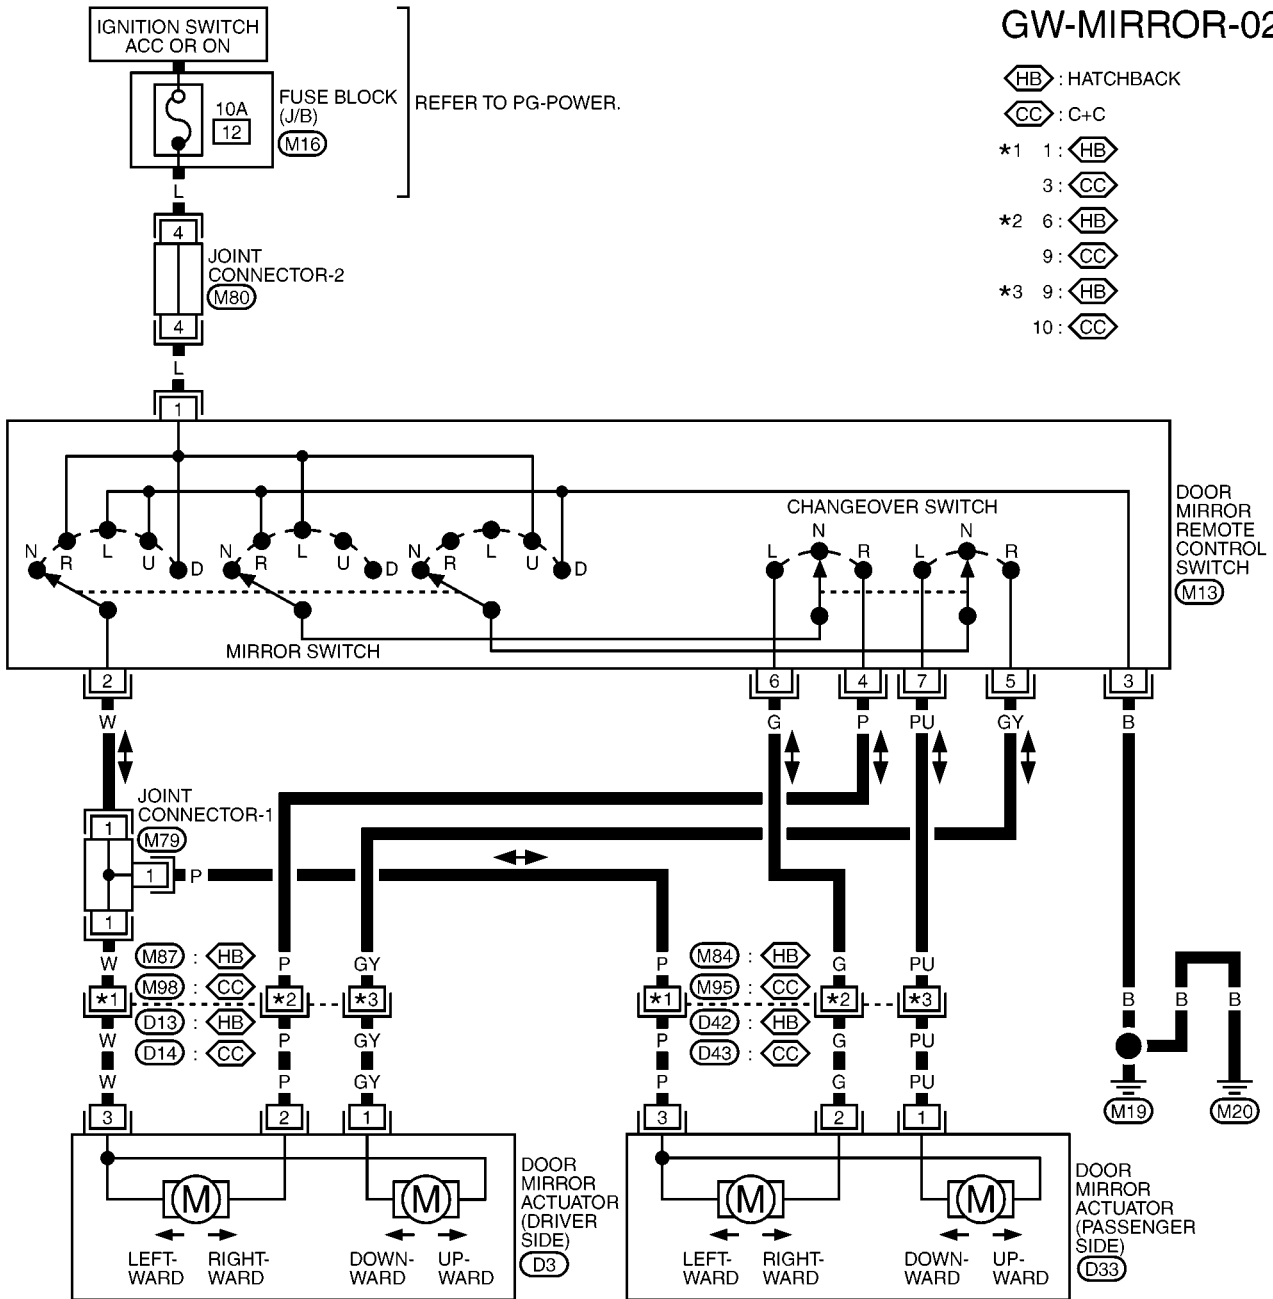 GW-MIRROR-02
IGNITION SWITCH
ACC OR ON
10A
12
FUSE BLOCK
(J/B)
M16
REFER TO PG-POWER.
HB : HATCHBACK
CC : C+C
*1 1 : HB
3 : CC
*2 6 : HB
9 : CC
*3 9 : HB
10 : CC
L
4
JOINT
CONNECTOR-2
M80
4
L
1
N R L U D
N R L U D
N R L U D
MIRROR SWITCH
CHANGEOVER SWITCH
L N R
L N R
DOOR
MIRROR
REMOTE
CONTROL
SWITCH
M13
2 6 4 7 5 3
W G P PU GY B
JOINT
CONNECTOR-1
M79
1
1 P
1
W P GY P G PU
M87 : HB
M98 : CC
D13 : HB
D14 : CC
M84 : HB
M95 : CC
D42 : HB
D43 : CC
*1 *2 *3 *1 *2 *3
B B B
W P GY P G PU
W P GY P G PU
M19 M20
3 2 1 3 2 1
M M
LEFT-
WARD
RIGHT-
WARD
DOWN-
WARD
UP-
WARD
DOOR
MIRROR
ACTUATOR
(DRIVER
SIDE)
D3
M M
LEFT-
WARD
RIGHT-
WARD
DOWN-
WARD
UP-
WARD
DOOR
MIRROR
ACTUATOR
(PASSENGER
SIDE)
D33